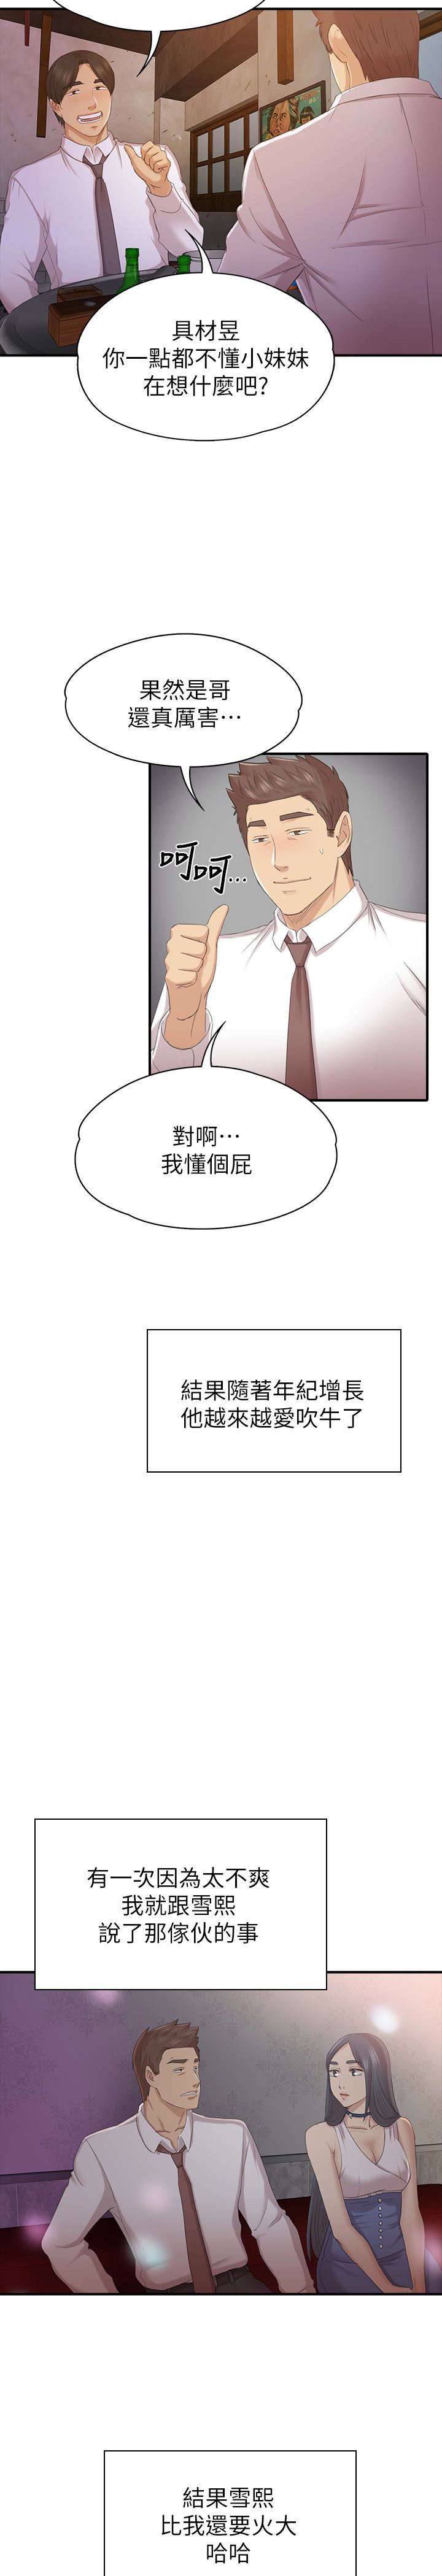 具材昱
你一點都不懂小妹妹
在想什麼吧?
果然是哥
還真厲害…
呵呵…
對啊…
我懂個屁
結果隨著年紀增長
他越來越愛吹牛了
有一次因為太不爽
我就跟雪熙
說了那傢伙的事
結果雪熙
比我還要火大
哈哈